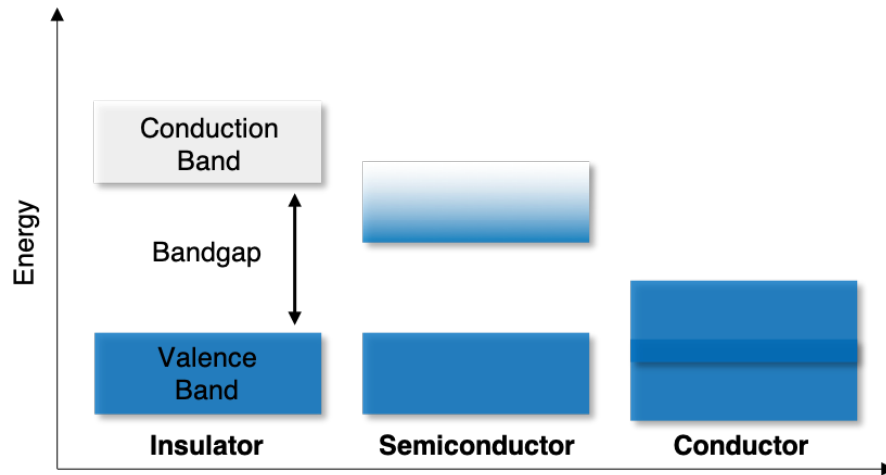 Energy
Conduction
Band
Bandgap
Valence
Band
Insulator
Semiconductor
Conductor